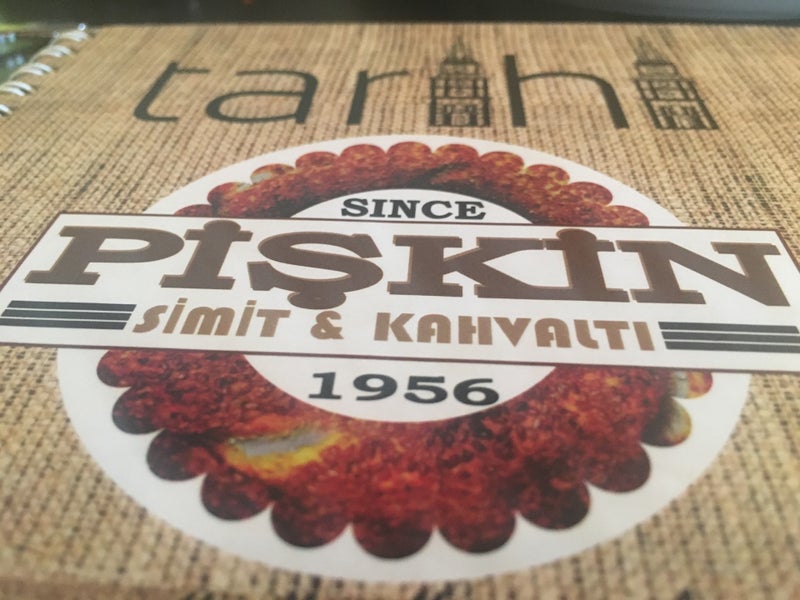 tarihi
SINCE
PİŞKİN
SİMİT & KAHVALTI
1956